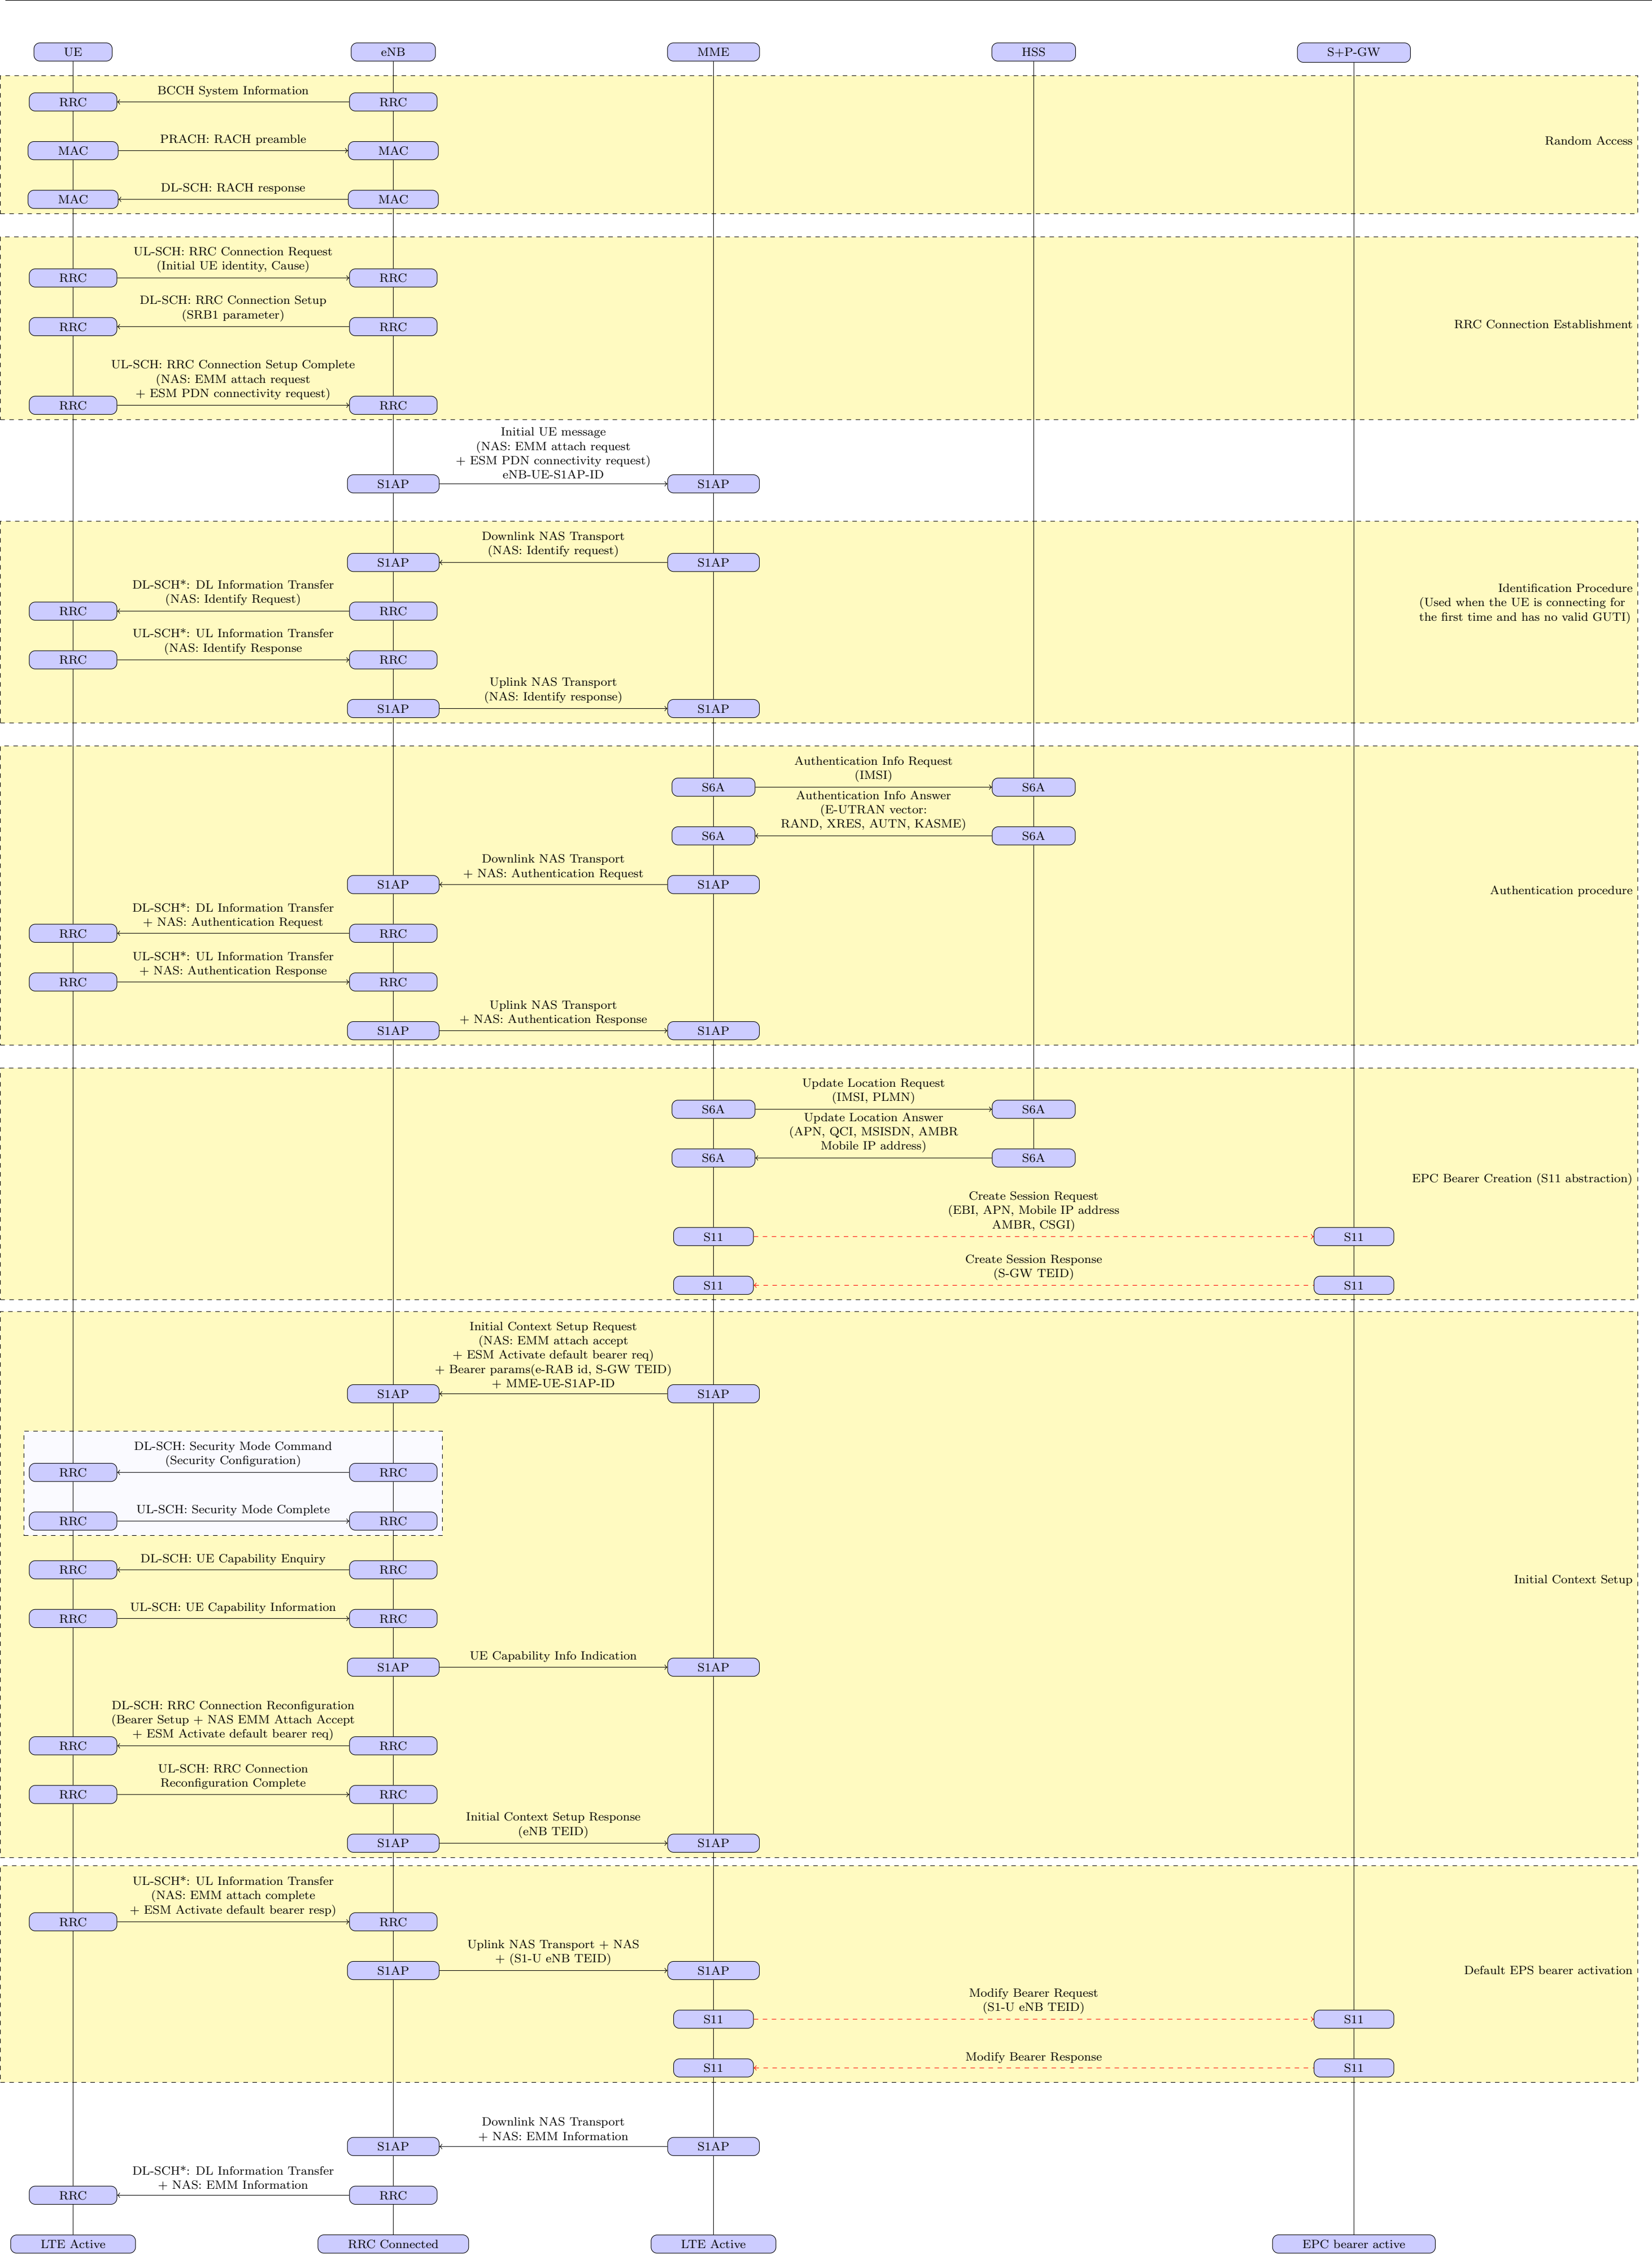 UE
eNB
MME
HSS
S+P-GW
BCCH System Information
RRC
RRC
PRACH: RACH preamble
MAC
MAC
Random Access
DL-SCH: RACH response
MAC
MAC
UL-SCH: RRC Connection Request
(Initial UE identity, Cause)
RRC
RRC
DL-SCH: RRC Connection Setup
(SRB1 parameter)
RRC
RRC
RRC Connection Establishment
UL-SCH: RRC Connection Setup Complete
(NAS: EMM attach request
+ ESM PDN connectivity request)
RRC
RRC
Initial UE message
(NAS: EMM attach request
+ ESM PDN connectivity request)
eNB-UE-S1AP-ID
S1AP
S1AP
Downlink NAS Transport
(NAS: Identify request)
S1AP
S1AP
DL-SCH*: DL Information Transfer
(NAS: Identify Request)
RRC
RRC
Identification Procedure
(Used when the UE is connecting for
the first time and has no valid GUTI)
UL-SCH*: UL Information Transfer
(NAS: Identify Response
RRC
RRC
Uplink NAS Transport
(NAS: Identify response)
S1AP
S1AP
Authentication Info Request
(IMSI)
S6A
S6A
Authentication Info Answer
(E-UTRAN vector:
RAND, XRES, AUTN, KASME)
S6A
S6A
Downlink NAS Transport
+ NAS: Authentication Request
S1AP
S1AP
Authentication procedure
DL-SCH*: DL Information Transfer
+ NAS: Authentication Request
RRC
RRC
UL-SCH*: UL Information Transfer
+ NAS: Authentication Response
RRC
RRC
Uplink NAS Transport
+ NAS: Authentication Response
S1AP
S1AP
Update Location Request
(IMSI, PLMN)
S6A
S6A
Update Location Answer
(APN, QCI, MSISDN, AMBR
Mobile IP address)
S6A
S6A
EPC Bearer Creation (S11 abstraction)
Create Session Request
(EBI, APN, Mobile IP address
AMBR, CSGI)
S11
S11
Create Session Response
(S-GW TEID)
S11
S11
Initial Context Setup Request
(NAS: EMM attach accept
+ ESM Activate default bearer req)
+ Bearer params(e-RAB id, S-GW TEID)
+ MME-UE-S1AP-ID
S1AP
S1AP
DL-SCH: Security Mode Command
(Security Configuration)
RRC
RRC
UL-SCH: Security Mode Complete
RRC
RRC
DL-SCH: UE Capability Enquiry
RRC
RRC
Initial Context Setup
UL-SCH: UE Capability Information
RRC
RRC
UE Capability Info Indication
S1AP
S1AP
DL-SCH: RRC Connection Reconfiguration
(Bearer Setup + NAS EMM Attach Accept
+ ESM Activate default bearer req)
RRC
RRC
UL-SCH: RRC Connection
Reconfiguration Complete
RRC
RRC
Initial Context Setup Response
(eNB TEID)
S1AP
S1AP
UL-SCH*: UL Information Transfer
(NAS: EMM attach complete
+ ESM Activate default bearer resp)
RRC
RRC
Uplink NAS Transport + NAS
+ (S1-U eNB TEID)
S1AP
S1AP
Default EPS bearer activation
Modify Bearer Request
(S1-U eNB TEID)
S11
S11
Modify Bearer Response
S11
S11
Downlink NAS Transport
+ NAS: EMM Information
S1AP
S1AP
DL-SCH*: DL Information Transfer
+ NAS: EMM Information
RRC
RRC
LTE Active
RRC Connected
LTE Active
EPC bearer active